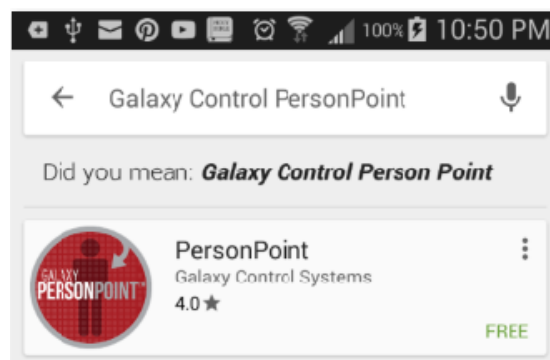 100% 10:50 PM
Galaxy Control PersonPoint
Did you mean: Galaxy Control Person Point
GALAXY
PERSONPOINT™
PersonPoint
Galaxy Control Systems
4.0★
FREE